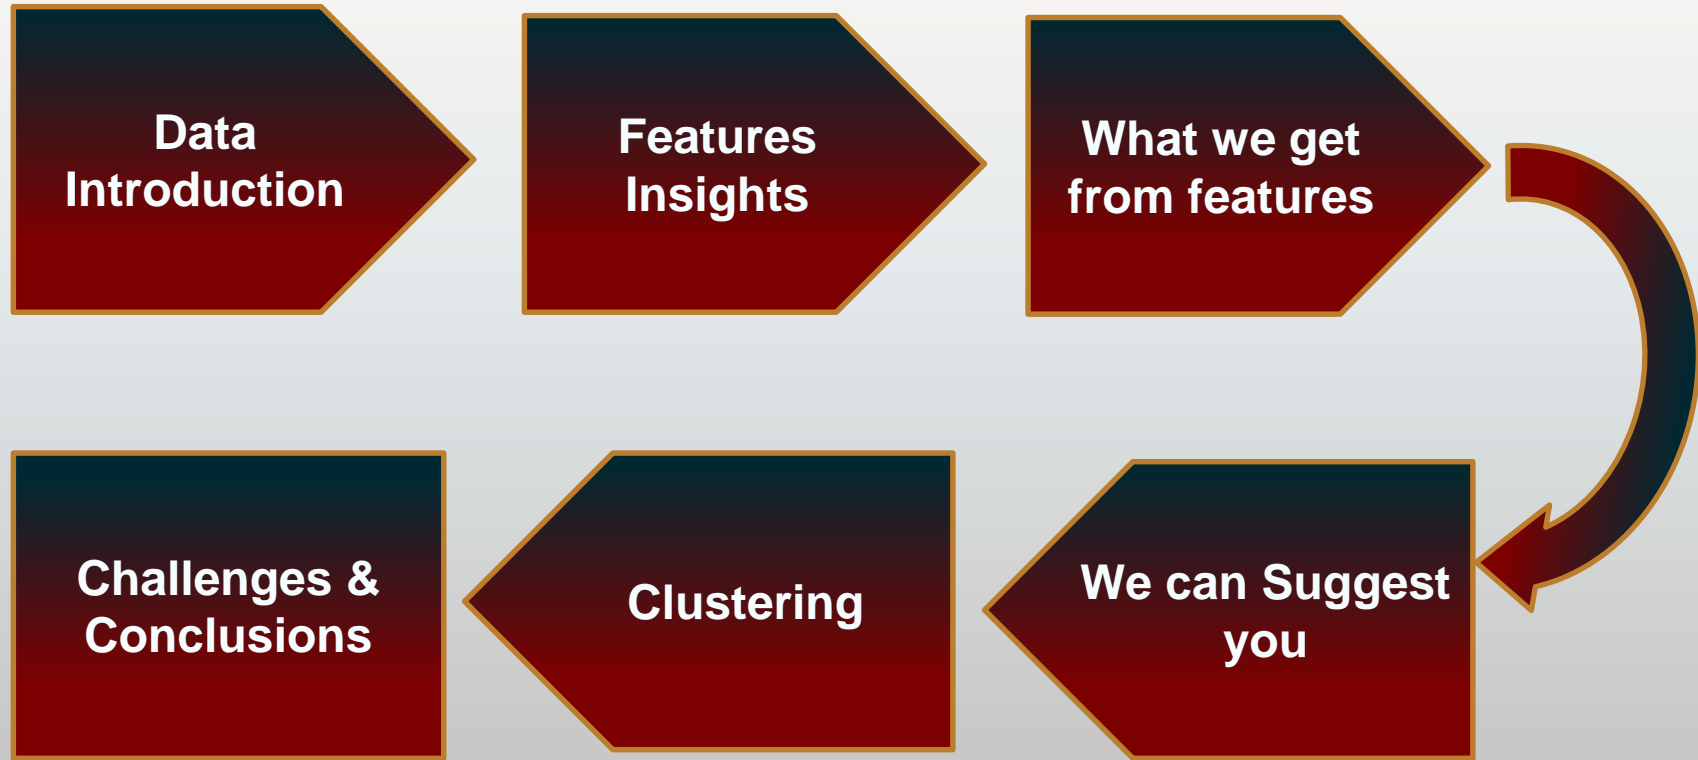 Data
Introduction
Features
Insights
What we get
from features
We can Suggest
you
Clustering
Challenges &
Conclusions